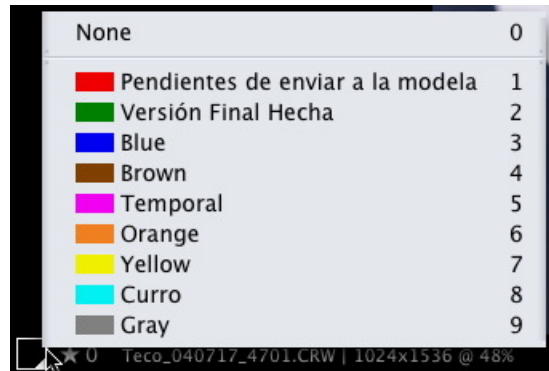 None 0
Pendientes de enviar a la modela 1
Versión Final Hecha 2
Blue 3
Brown 4
Temporal 5
Orange 6
Yellow 7
Curro 8
Gray 9
★ 0 Teco_040717_4701.CRW | 1024x1536 @ 48%